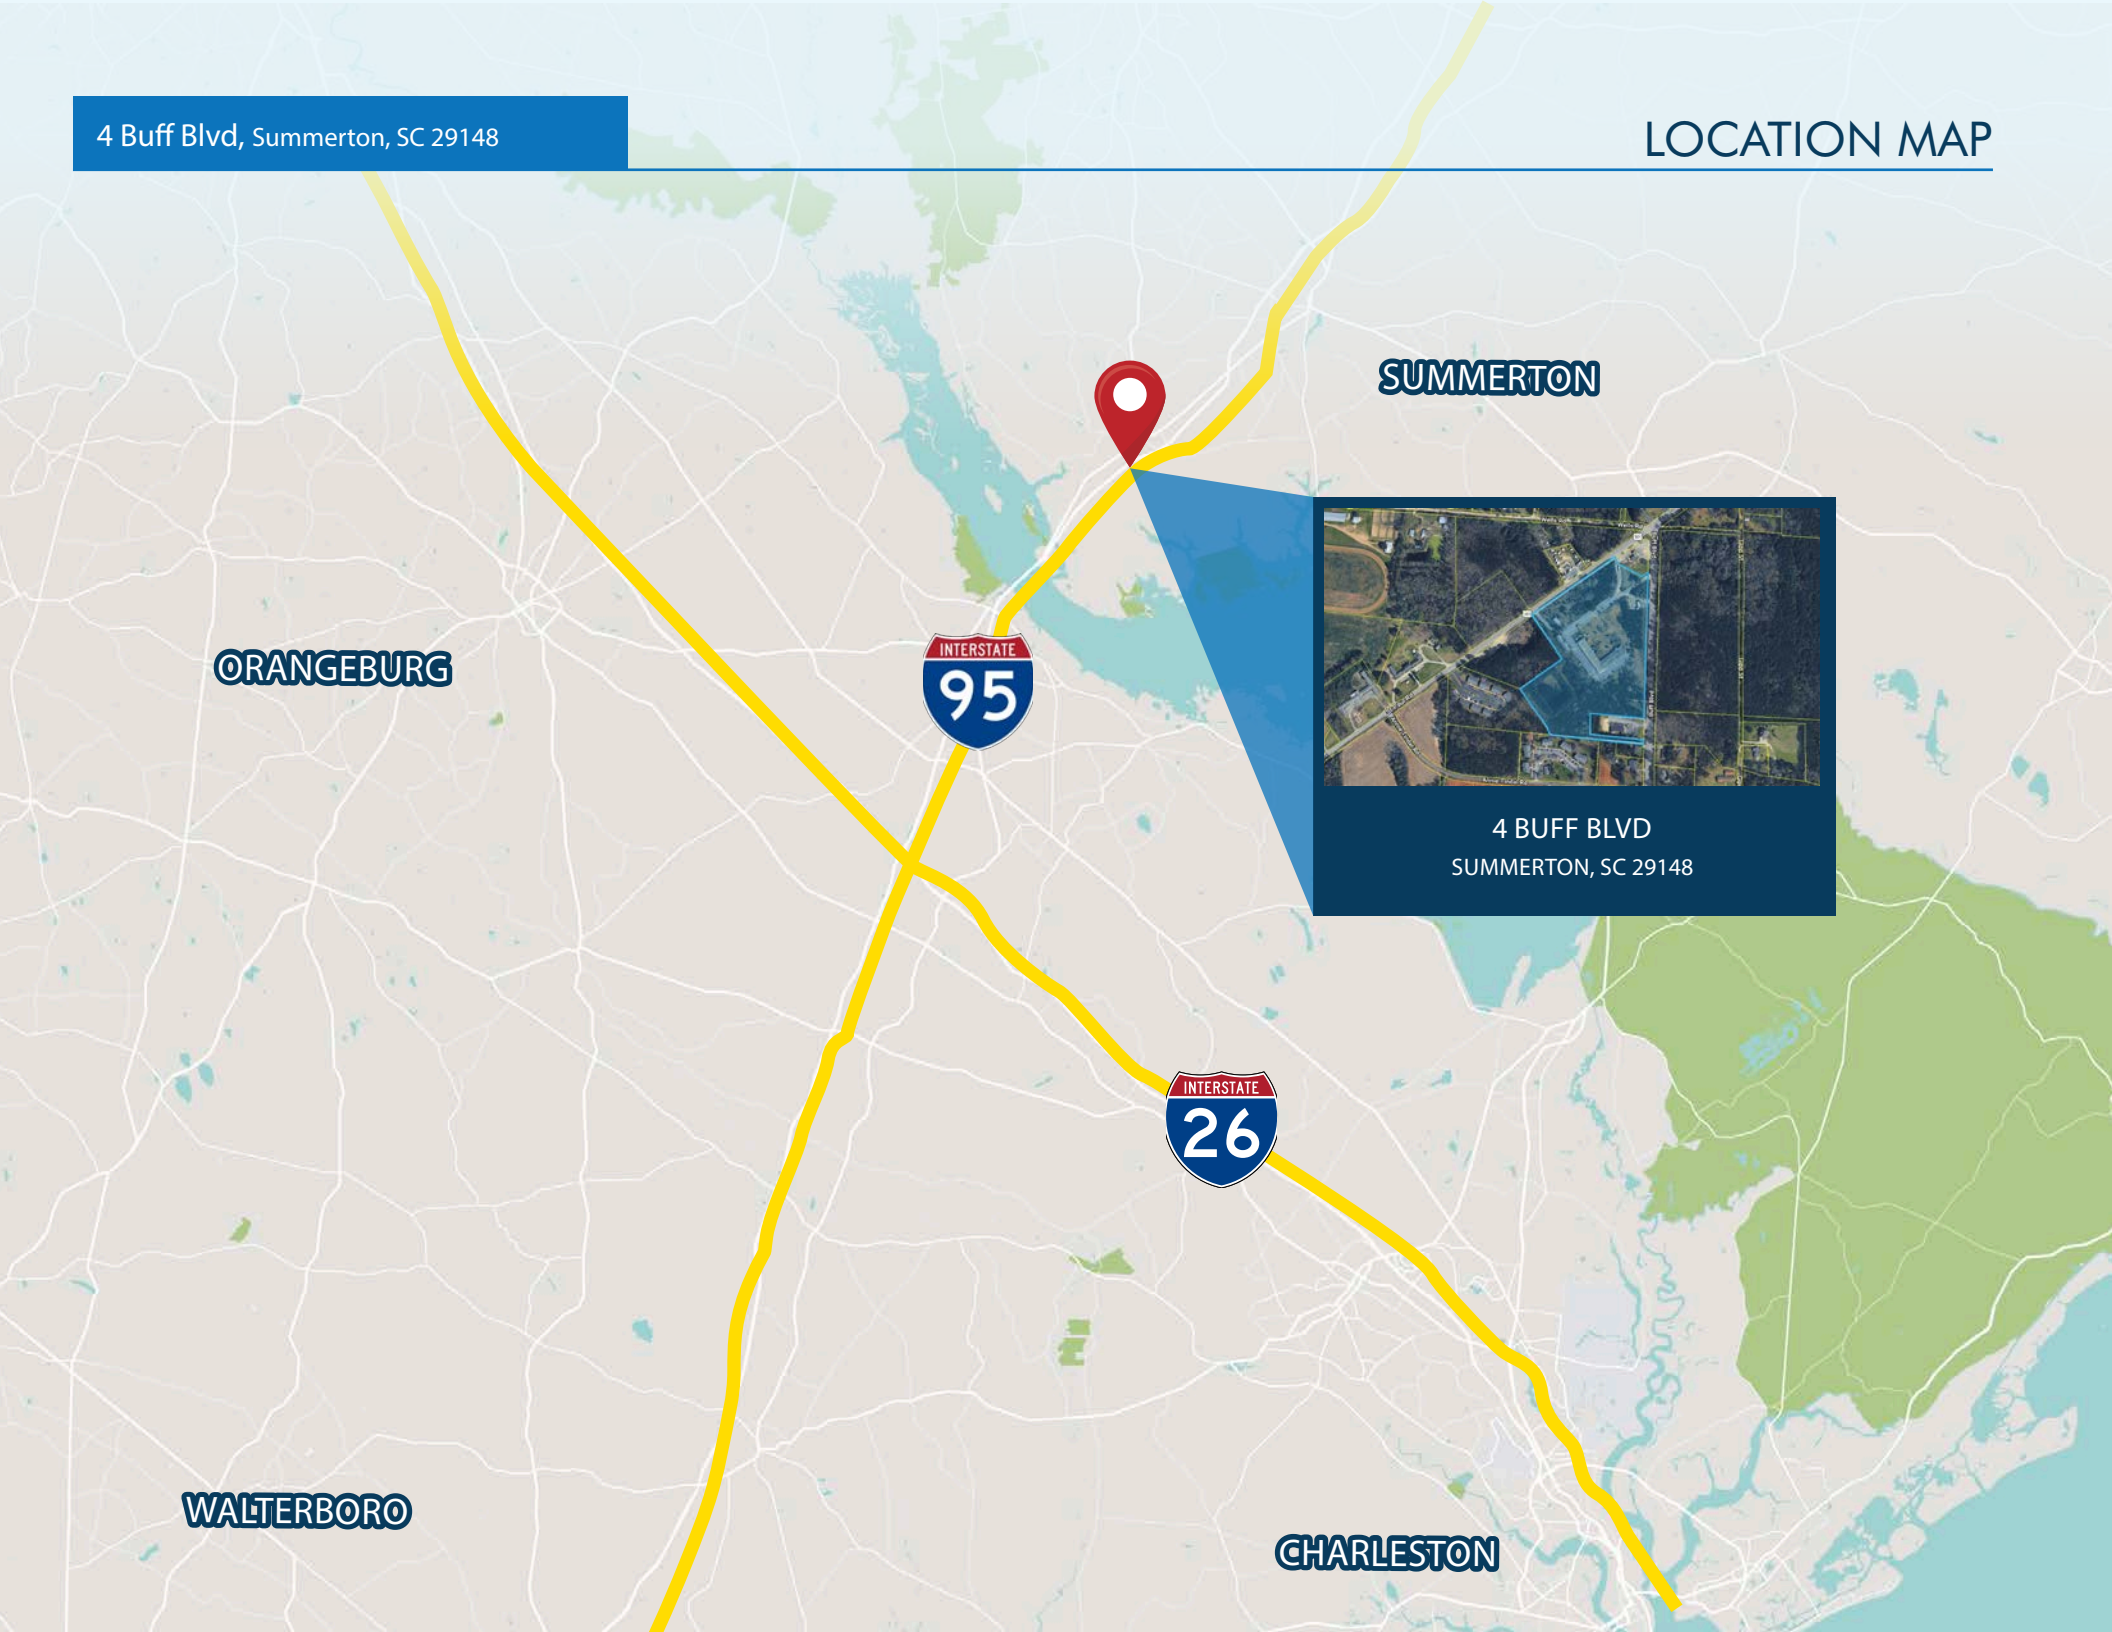 4 Buff Blvd, Summerton, SC 29148
LOCATION MAP
SUMMERTON
ORANGEBURG
INTERSTATE
95
4 BUFF BLVD
SUMMERTON, SC 29148
INTERSTATE
26
WALTERBORO
CHARLESTON